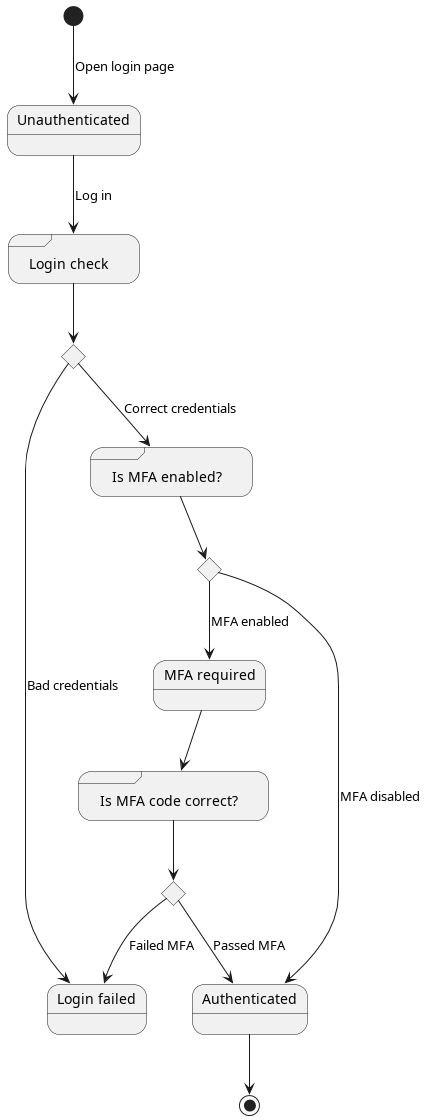 Open login page
Unauthenticated
Log in
Login check
Correct credentials
Is MFA enabled?
MFA enabled
MFA required
Bad credentials
Is MFA code correct?
MFA disabled
Failed MFA
Passed MFA
Login failed
Authenticated